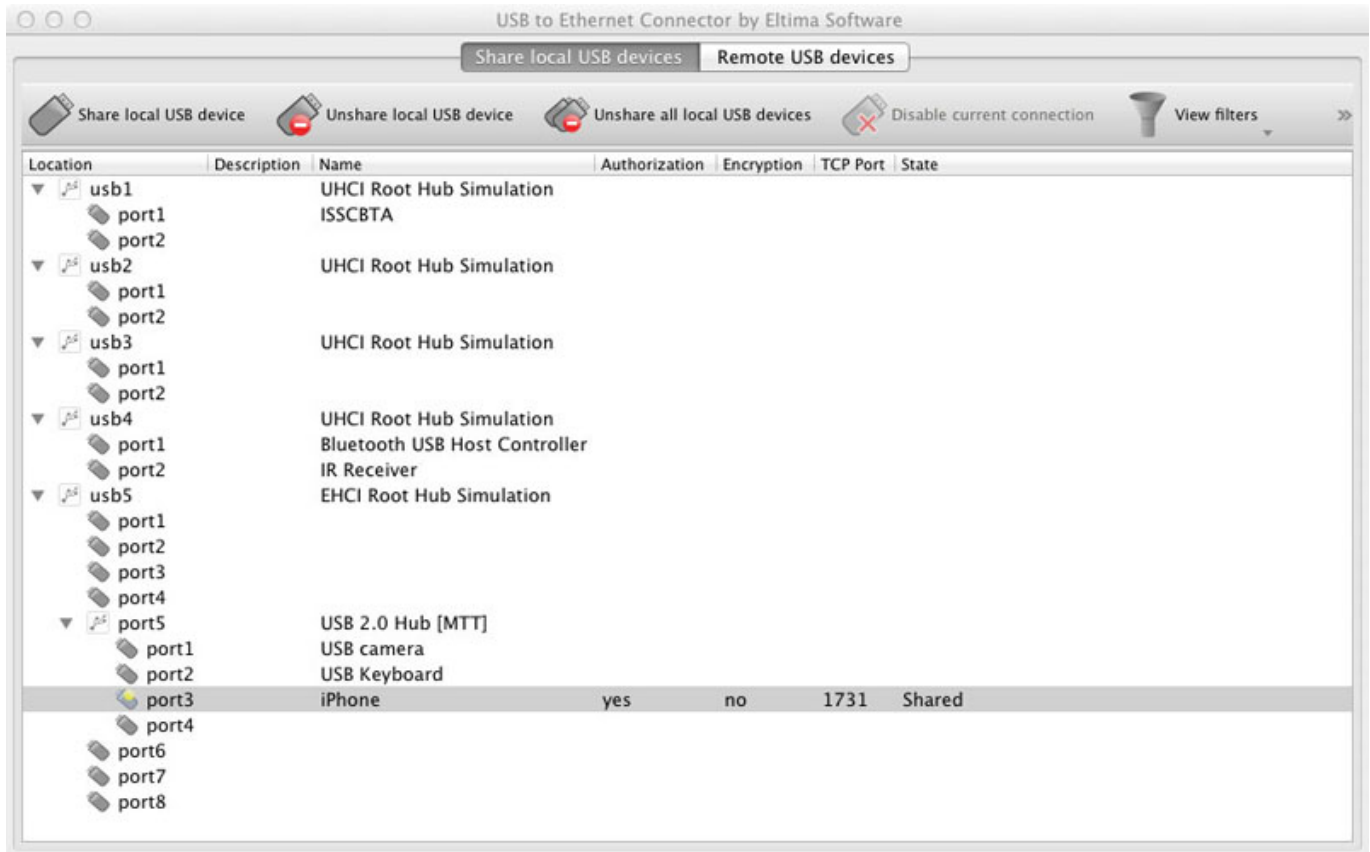 USB to Ethernet Connector by Eltima Software
Share local USB devices Remote USB devices
Share local USB device Unshare local USB device Unshare all local USB devices Disable current connection View filters »
Location Description Name Authorization Encryption TCP Port State
usb1 UHCI Root Hub Simulation
port1 ISSCBTA
port2
usb2 UHCI Root Hub Simulation
port1
port2
usb3 UHCI Root Hub Simulation
port1
port2
usb4 UHCI Root Hub Simulation
port1 Bluetooth USB Host Controller
port2 IR Receiver
usb5 EHCI Root Hub Simulation
port1
port2
port3
port4
port5 USB 2.0 Hub [MTT]
port1 USB camera
port2 USB Keyboard
port3 iPhone yes no 1731 Shared
port4
port6
port7
port8